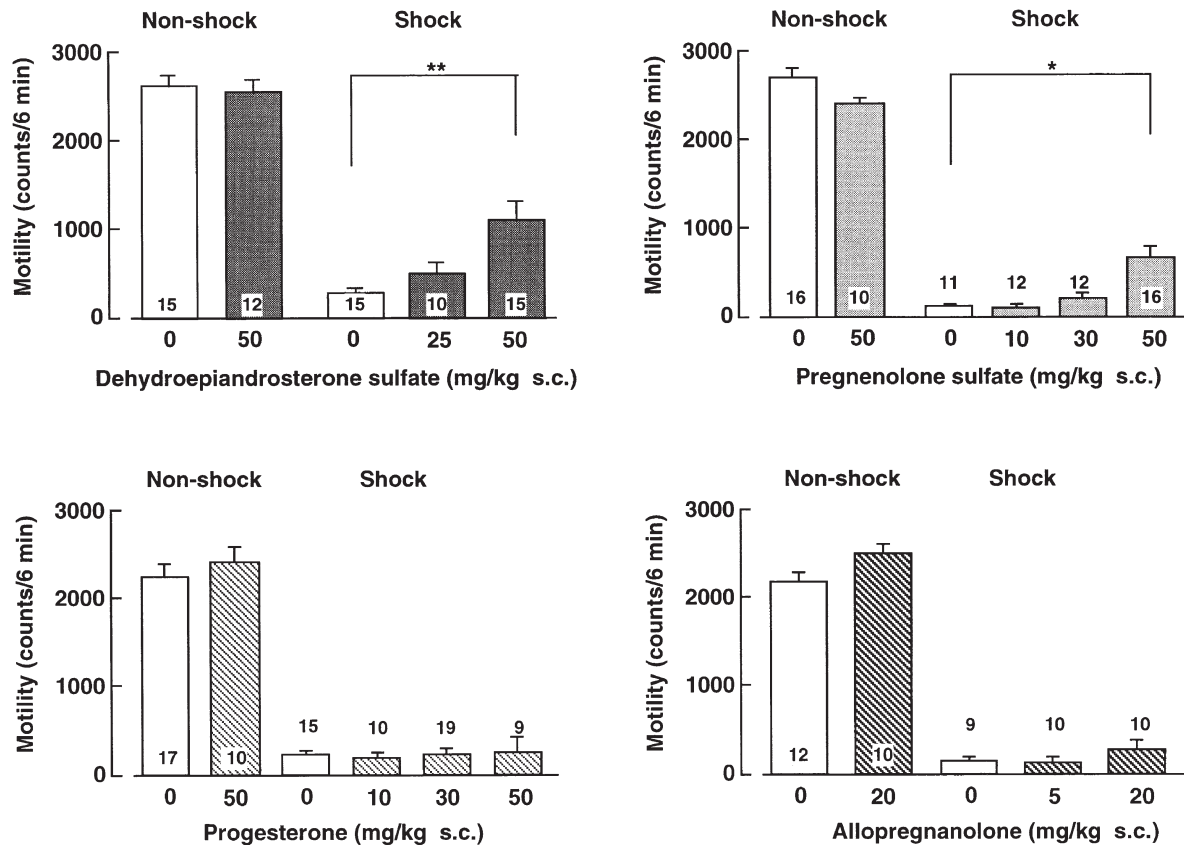 Non-shock Shock
Motility (counts/6 min)
3000
2000
1000
0
**
15 12 15 10 15
0 50 0 25 50
Dehydroepiandrosterone sulfate (mg/kg s.c.)
Non-shock Shock
Motility (counts/6 min)
3000
2000
1000
0
*
16 10 11 12 12 16
0 50 0 10 30 50
Pregnenolone sulfate (mg/kg s.c.)
Non-shock Shock
Motility (counts/6 min)
3000
2000
1000
0
17 10 15 10 19 9
0 50 0 10 30 50
Progesterone (mg/kg s.c.)
Non-shock Shock
Motility (counts/6 min)
3000
2000
1000
0
12 10 9 10 10
0 20 0 5 20
Allopregnanolone (mg/kg s.c.)